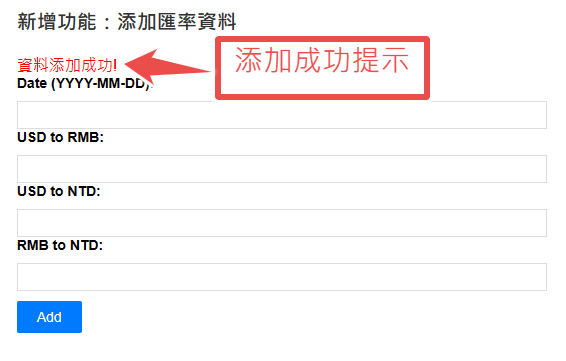 新增功能：添加匯率資料
資料添加成功!
添加成功提示
Date (YYYY-MM-DD):
USD to RMB:
USD to NTD:
RMB to NTD:
Add